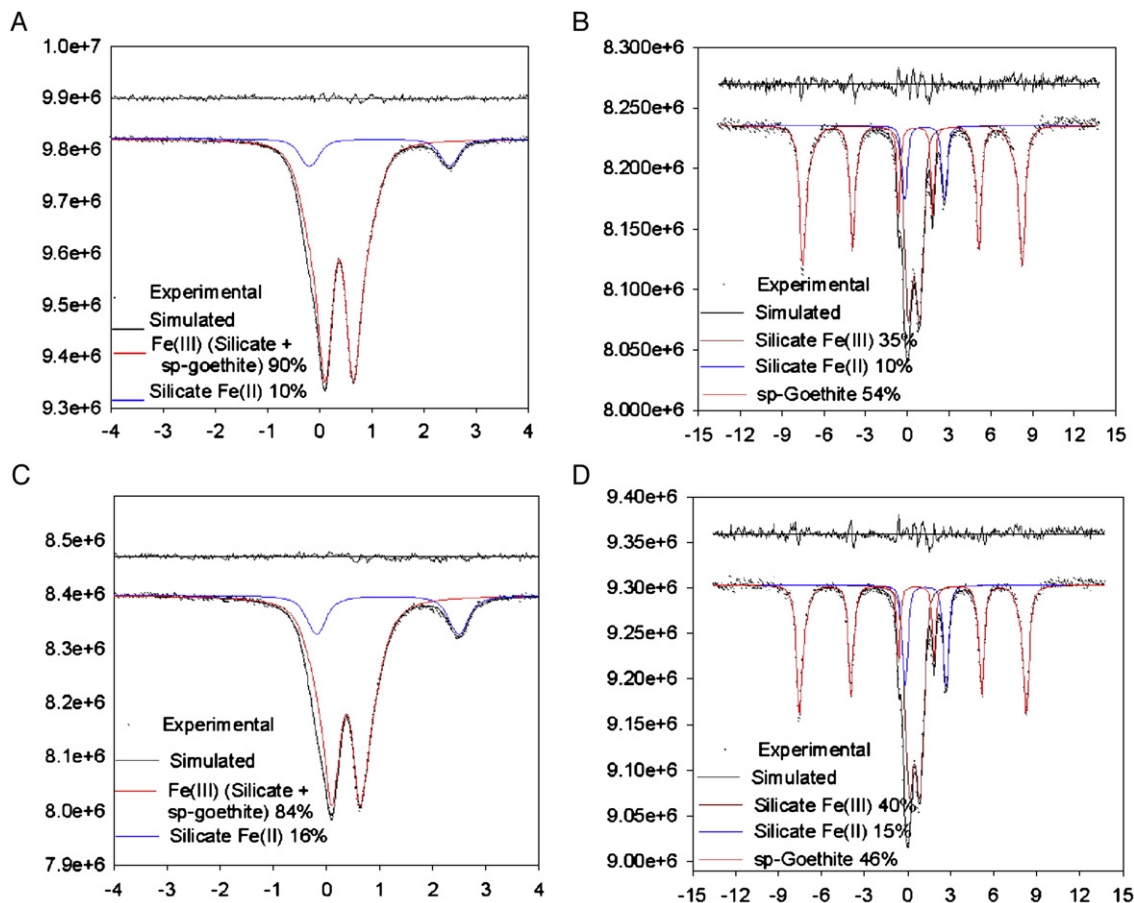 A
1.0e+7
9.9e+6
9.8e+6
9.7e+6
9.6e+6
9.5e+6
9.4e+6
9.3e+6
Experimental
Simulated
Fe(III) (Silicate +
sp-goethite) 90%
Silicate Fe(II) 10%
-4 -3 -2 -1 0 1 2 3 4
B
8.300e+6
8.250e+6
8.200e+6
8.150e+6
8.100e+6
8.050e+6
8.000e+6
Experimental
Simulated
Silicate Fe(III) 35%
Silicate Fe(II) 10%
sp-Goethite 54%
-15 -12 -9 -6 -3 0 3 6 9 12 15
C
8.5e+6
8.4e+6
8.3e+6
8.2e+6
8.1e+6
8.0e+6
7.9e+6
Experimental
Simulated
Fe(III) (Silicate +
sp-goethite) 84%
Silicate Fe(II) 16%
-4 -3 -2 -1 0 1 2 3 4
D
9.40e+6
9.35e+6
9.30e+6
9.25e+6
9.20e+6
9.15e+6
9.10e+6
9.05e+6
9.00e+6
Experimental
Simulated
Silicate Fe(III) 40%
Silicate Fe(II) 15%
sp-Goethite 46%
-15 -12 -9 -6 -3 0 3 6 9 12 15